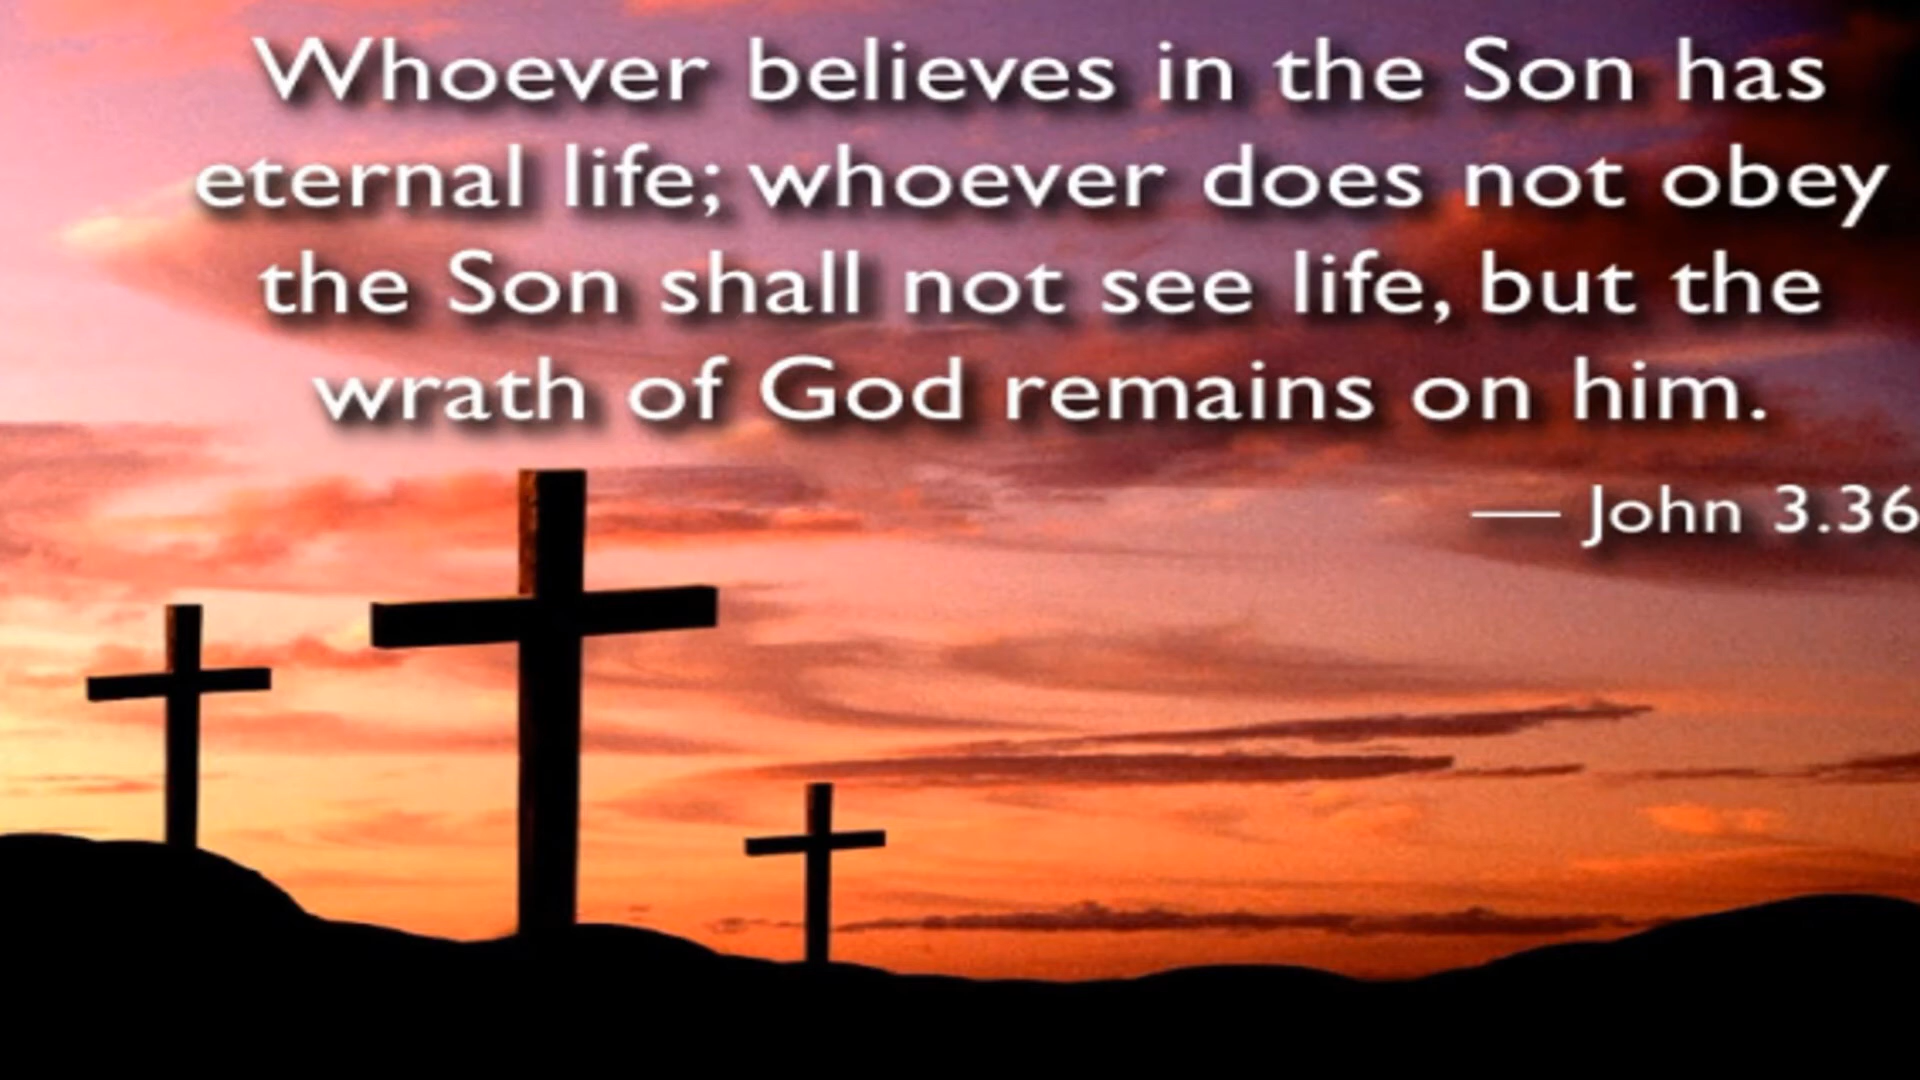 Whoever believes in the Son has
eternal life; whoever does not obey
the Son shall not see life, but the
wrath of God remains on him.
— John 3.36